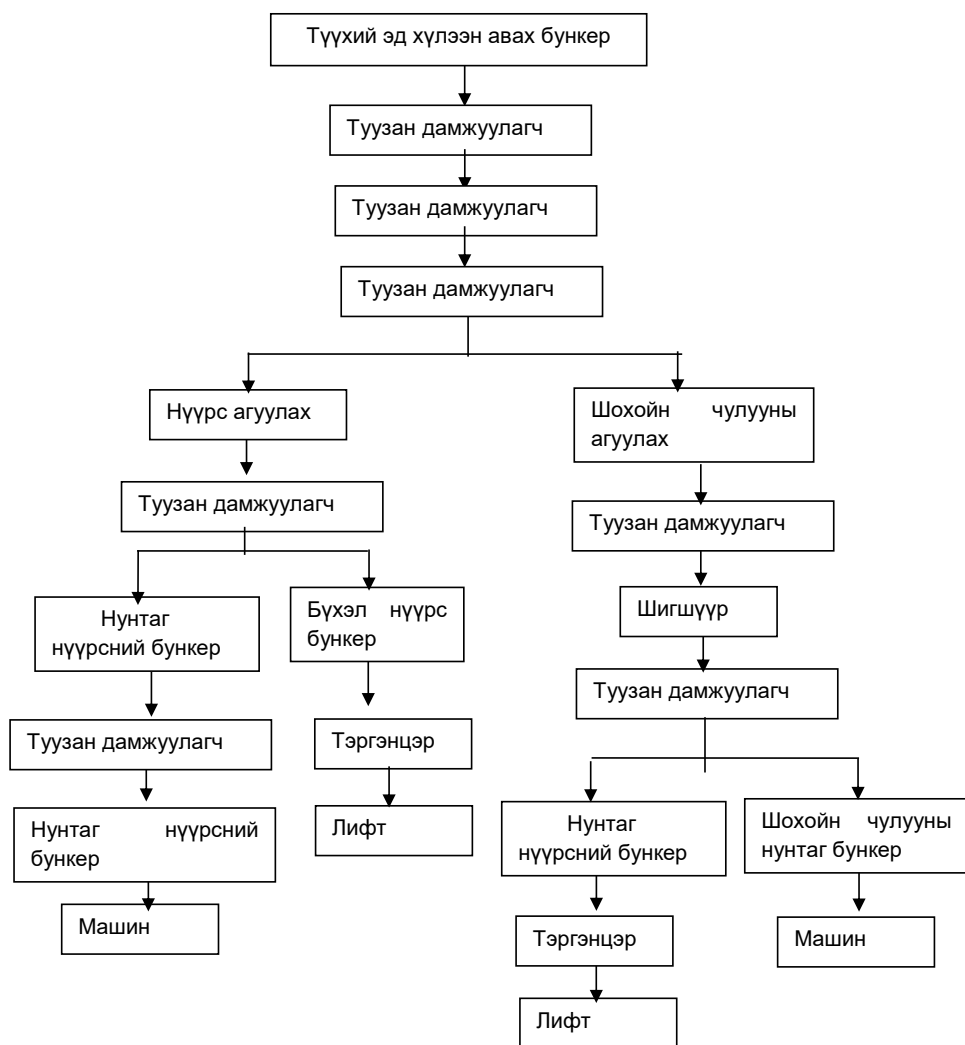 Түүхий эд хүлээн авах бункер
Туузан дамжуулагч
Туузан дамжуулагч
Туузан дамжуулагч
Нүүрс агуулах
Шохойн чулууны
агуулах
Туузан дамжуулагч
Туузан дамжуулагч
Нунтаг
нүүрсний бункер
Бүхэл нүүрс
бункер
Шигшүүр
Туузан дамжуулагч
Туузан дамжуулагч
Тэргэнцэр
Нунтаг нүүрсний
бункер
Лифт
Нунтаг
нүүрсний бункер
Шохойн чулууны
нунтаг бункер
Машин
Тэргэнцэр
Машин
Лифт